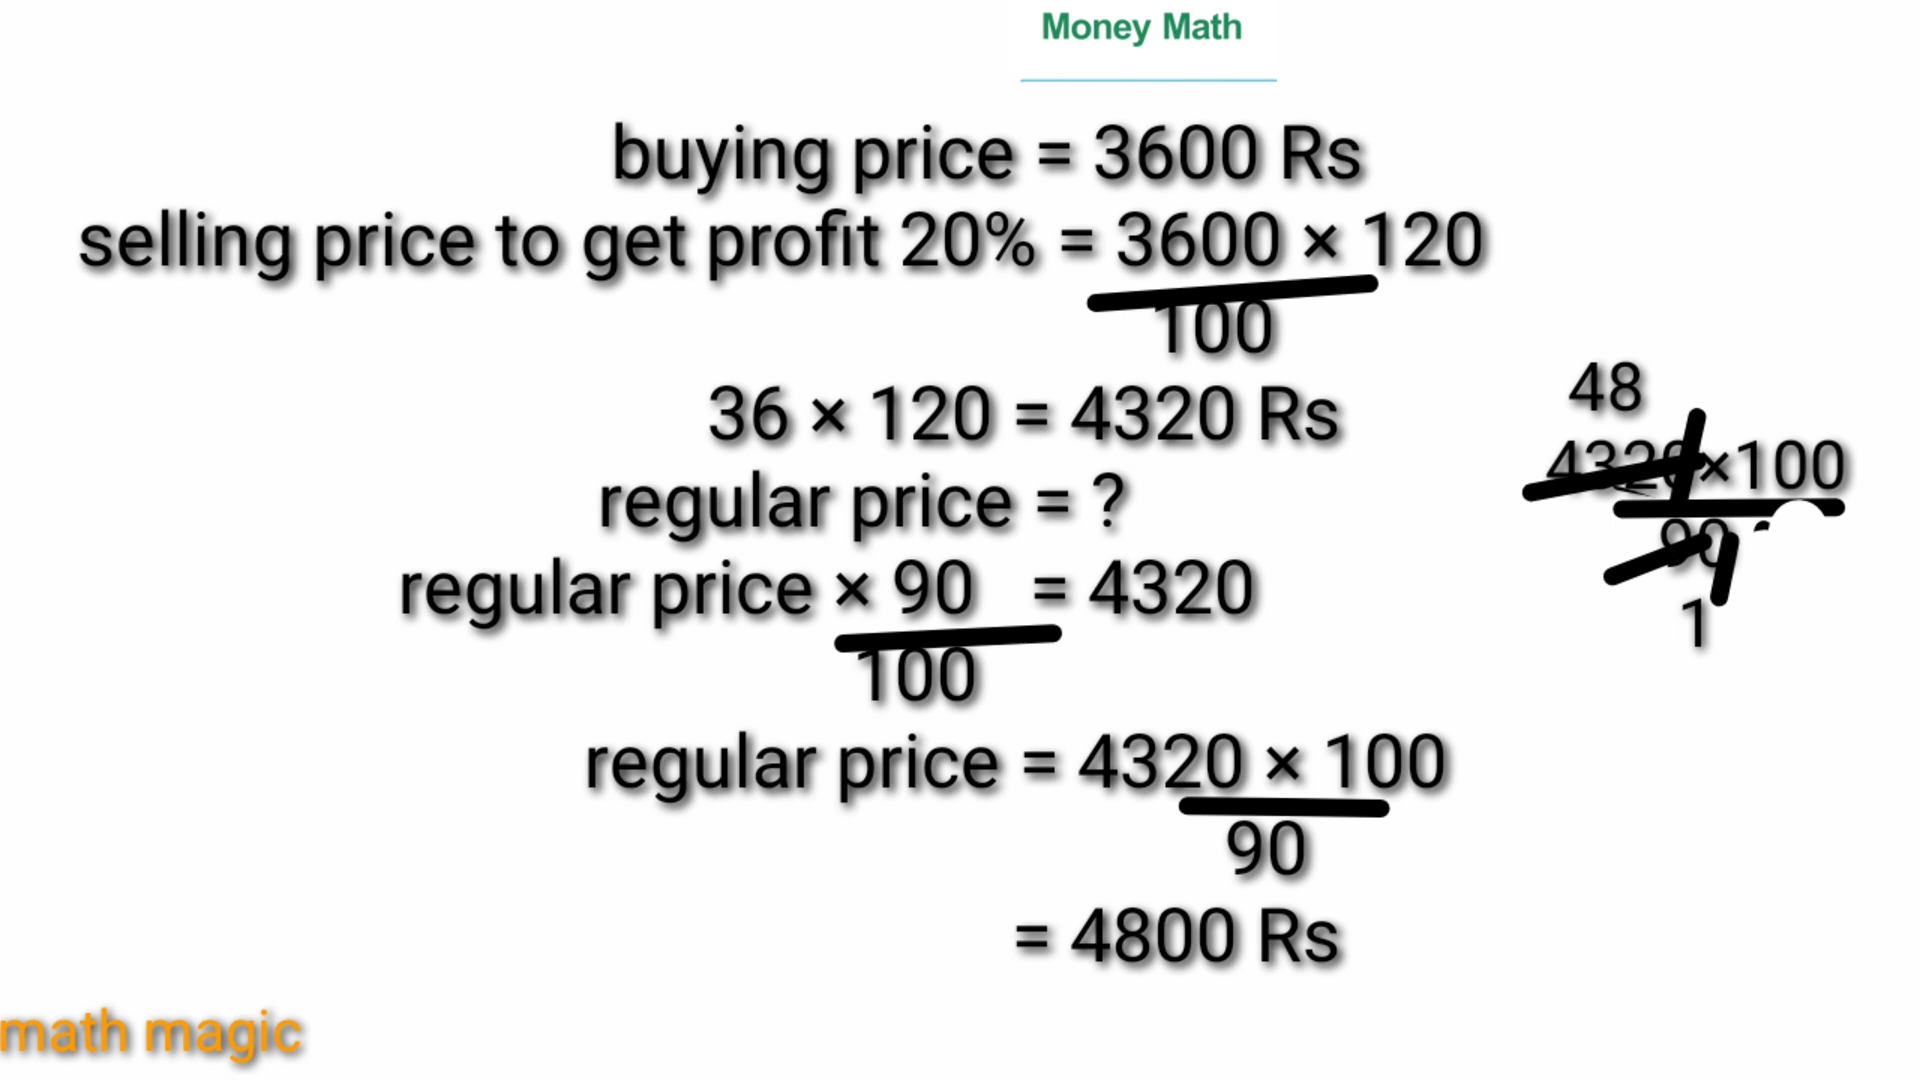 Money Math
buying price = 3600 Rs
selling price to get profit 20% = 3600 × 120
100
36 × 120 = 4320 Rs
regular price = ?
regular price × 90 = 4320
100
regular price = 4320 × 100
90
= 4800 Rs
48
4320×100
90
1
math magic